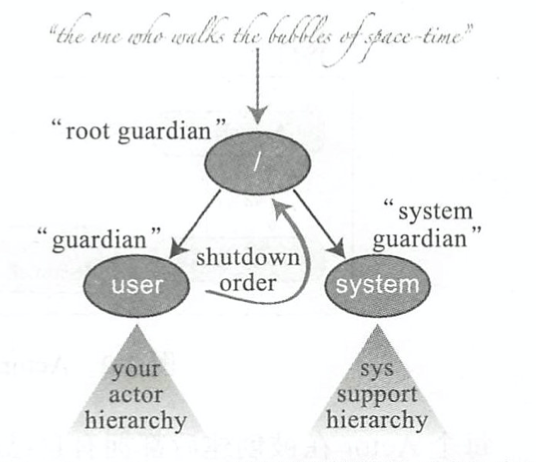 "the one who walks the bubbles of space-time"
"root guardian"
/
"system
guardian"
"guardian"
shutdown
order
user
system
your
actor
hierarchy
sys
support
hierarchy